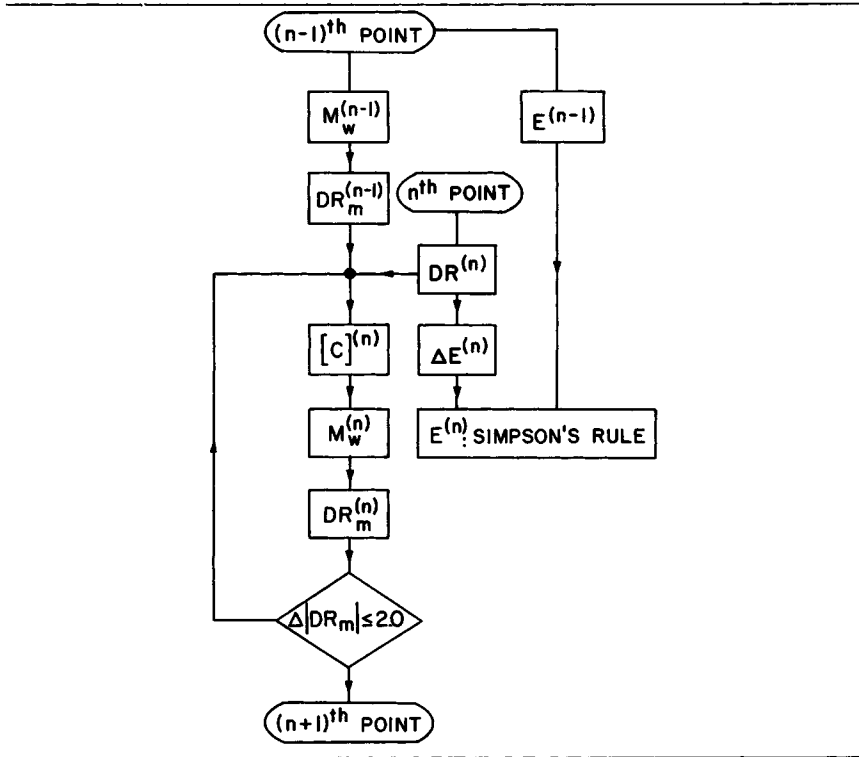 (n-1)th POINT
M_w^(n-1)
E^(n-1)
DR_m^(n-1)
nth POINT
DR^(n)
[C]^(n)
ΔE^(n)
M_w^(n)
E^(n): SIMPSON'S RULE
DR_m^(n)
Δ|DR_m| ≤ 2.0
(n+1)th POINT